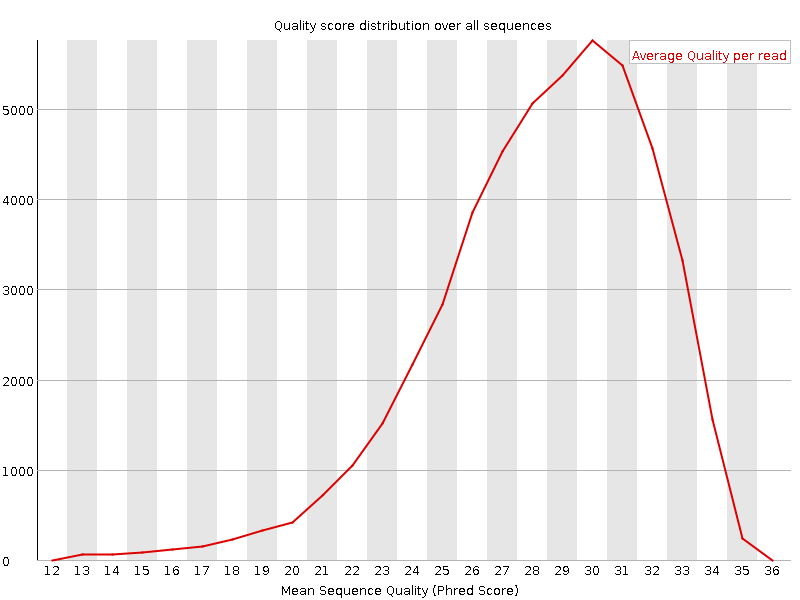 Quality score distribution over all sequences
Average Quality per read
5000
4000
3000
2000
1000
0
12 13 14 15 16 17 18 19 20 21 22 23 24 25 26 27 28 29 30 31 32 33 34 35 36
Mean Sequence Quality (Phred Score)